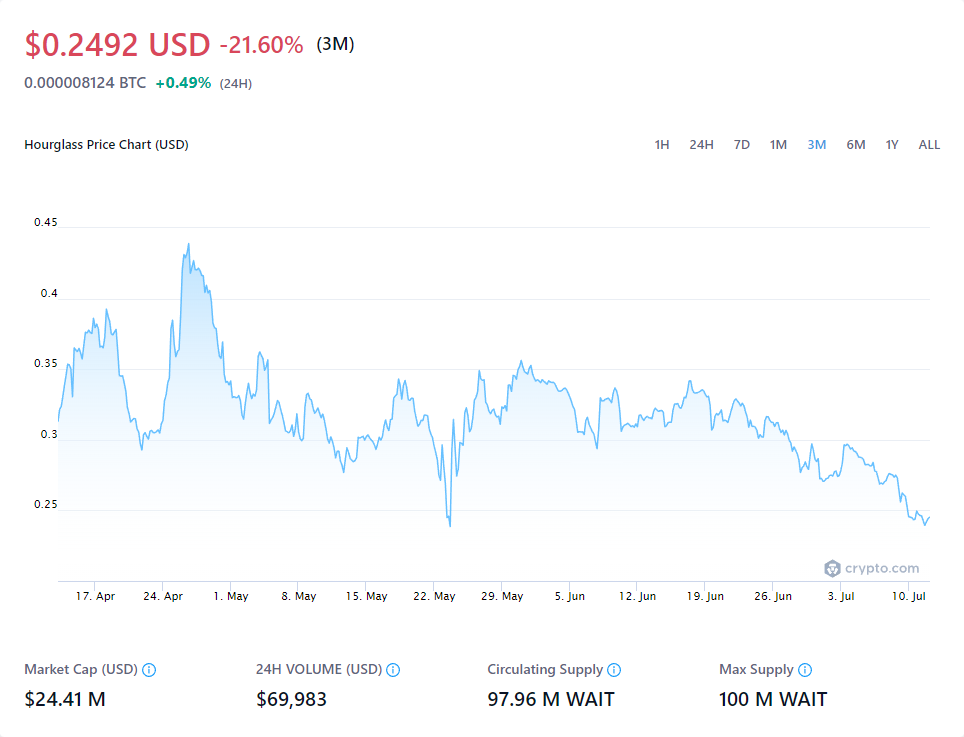 $0.2492 USD -21.60% (3M)
0.000008124 BTC +0.49% (24H)
Hourglass Price Chart (USD) 1H 24H 7D 1M 3M 6M 1Y ALL
0.45
0.4
0.35
0.3
0.25
crypto.com
17. Apr 24. Apr 1. May 8. May 15. May 22. May 29. May 5. Jun 12. Jun 19. Jun 26. Jun 3. Jul 10. Jul
Market Cap (USD) 24H VOLUME (USD) Circulating Supply Max Supply
$24.41 M $69,983 97.96 M WAIT 100 M WAIT